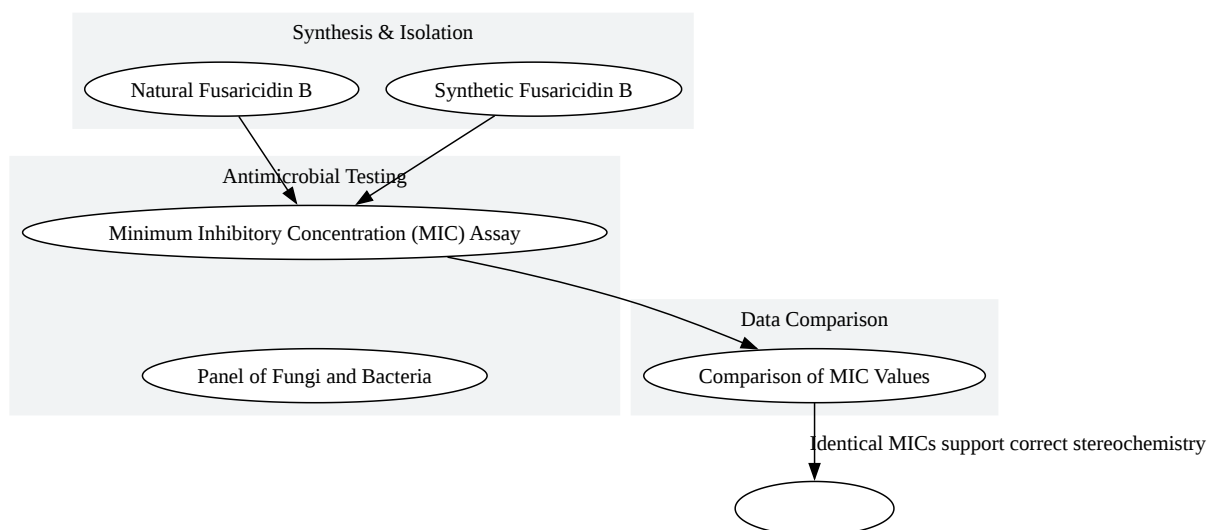 Synthesis & Isolation
Natural Fusaricidin B
Synthetic Fusaricidin B
Antimicrobial Testing
Minimum Inhibitory Concentration (MIC) Assay
Data Comparison
Panel of Fungi and Bacteria
Comparison of MIC Values
Identical MICs support correct stereochemistry